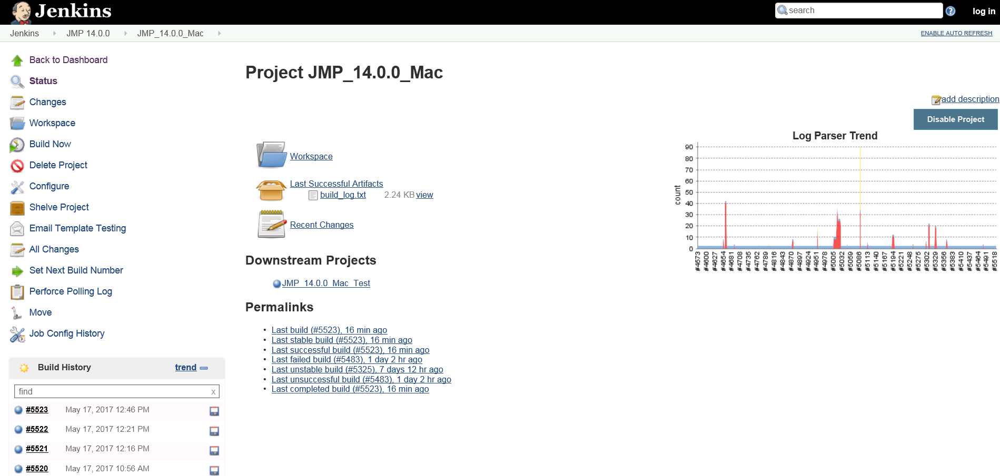 Jenkins
search
log in
Jenkins JMP 14.0.0 JMP_14.0.0_Mac
ENABLE AUTO REFRESH
Back to Dashboard
Status
Changes
Workspace
Build Now
Delete Project
Configure
Shelve Project
Email Template Testing
All Changes
Set Next Build Number
Perforce Polling Log
Move
Job Config History
Build History trend
find x
#5523 May 17, 2017 12:46 PM
#5522 May 17, 2017 12:21 PM
#5521 May 17, 2017 12:16 PM
#5520 May 17, 2017 10:56 AM
Project JMP_14.0.0_Mac
add description
Disable Project
Workspace
Last Successful Artifacts
build_log.txt 2.24 KB view
Recent Changes
Downstream Projects
JMP_14.0.0_Mac_Test
Permalinks
• Last build (#5523), 16 min ago
• Last stable build (#5523), 16 min ago
• Last successful build (#5523), 16 min ago
• Last failed build (#5483), 1 day 2 hr ago
• Last unstable build (#5325), 7 days 12 hr ago
• Last unsuccessful build (#5483), 1 day 2 hr ago
• Last completed build (#5523), 16 min ago
Log Parser Trend
count
90
80
70
60
50
40
30
20
10
0
#4573
#4600
#4627
#4654
#4681
#4708
#4735
#4762
#4789
#4816
#4843
#4870
#4897
#4924
#4951
#4978
#5005
#5032
#5059
#5086
#5113
#5140
#5167
#5194
#5221
#5248
#5275
#5302
#5329
#5356
#5383
#5410
#5437
#5464
#5491
#5518